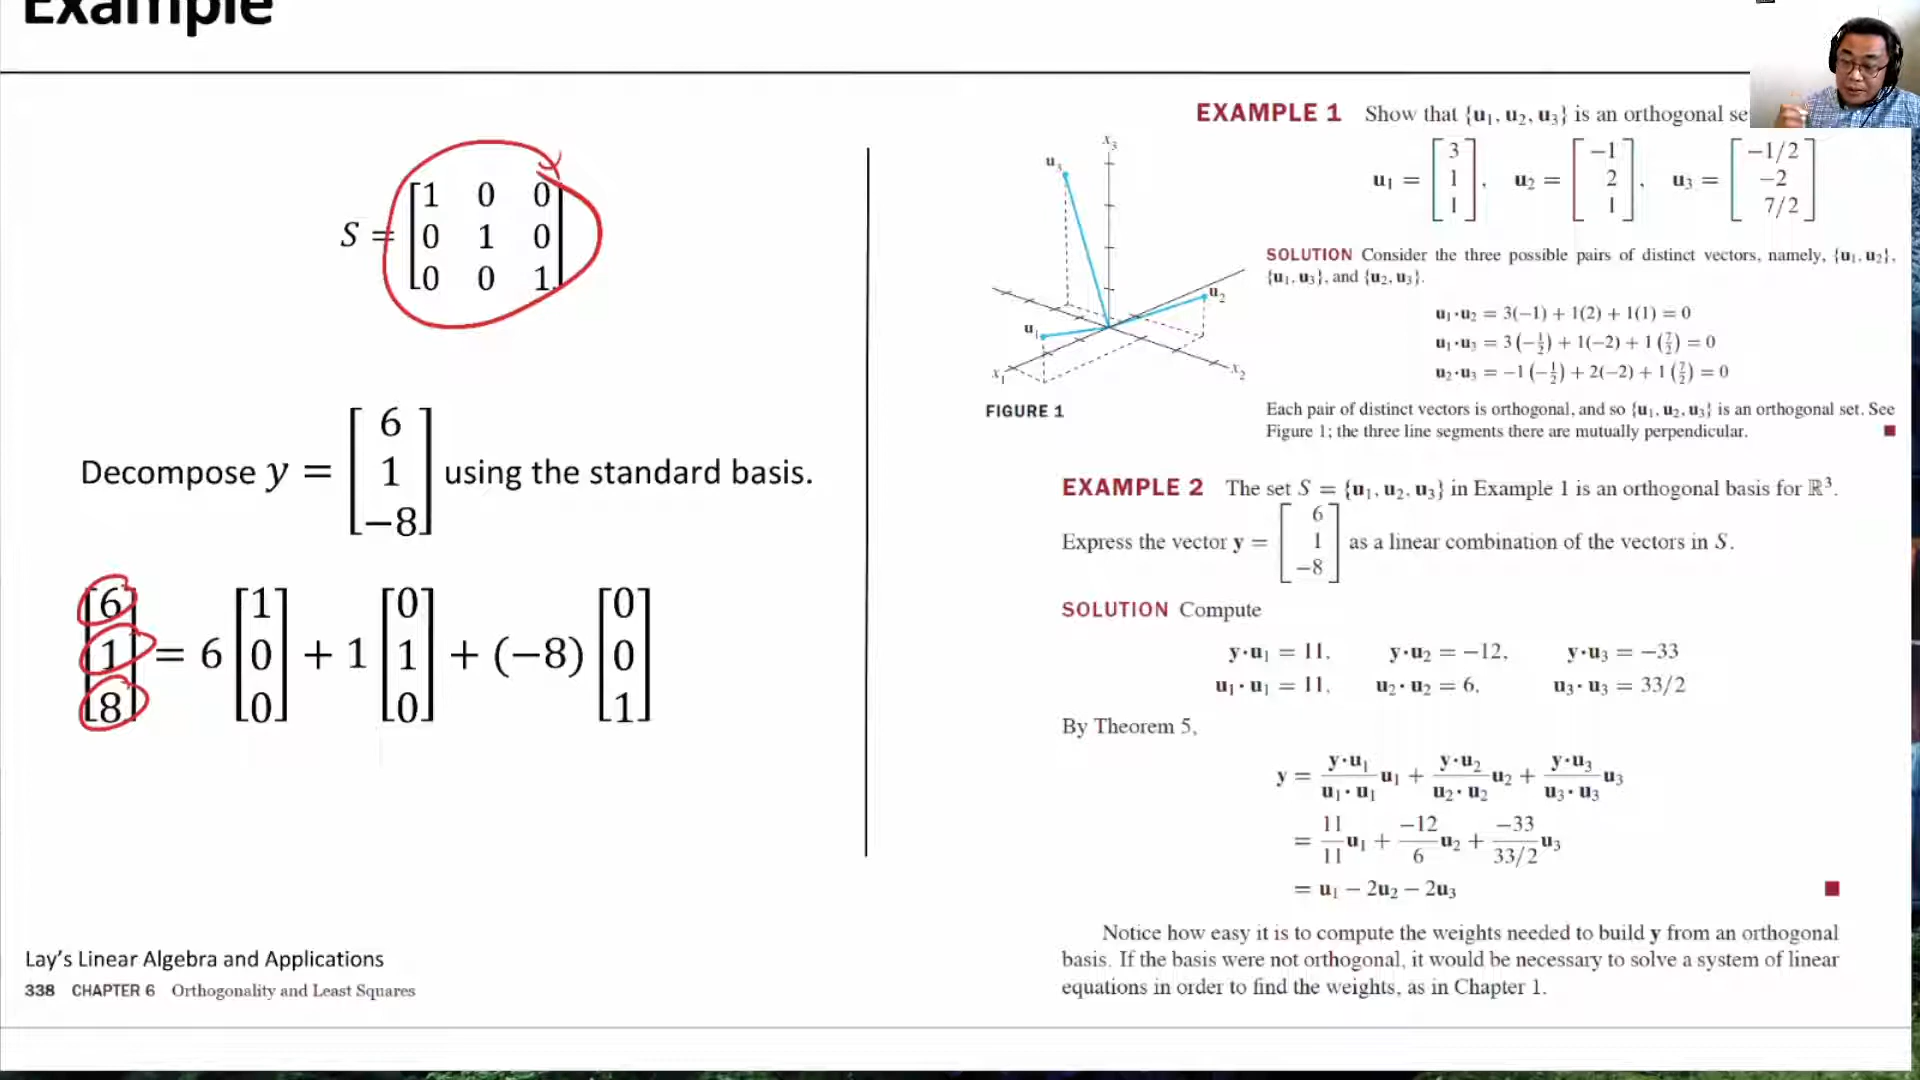 Example
S = [1 0 0
0 1 0
0 0 1]
Decompose y = [6 1 −8] using the standard basis.
[6 1 8] = 6 [1 0 0] + 1 [0 1 0] + (−8) [0 0 1]
Lay's Linear Algebra and Applications
338 CHAPTER 6 Orthogonality and Least Squares
EXAMPLE 1 Show that {u₁, u₂, u₃} is an orthogonal se
u₁ = [3 1 1], u₂ = [−1 2 1], u₃ = [−1/2 −2 7/2]
x₃
u₃
u₂
u₁
x₁
x₂
FIGURE 1
SOLUTION Consider the three possible pairs of distinct vectors, namely, {u₁, u₂},
{u₁, u₃}, and {u₂, u₃}.
u₁·u₂ = 3(−1) + 1(2) + 1(1) = 0
u₁·u₃ = 3(−1/2) + 1(−2) + 1(7/2) = 0
u₂·u₃ = −1(−1/2) + 2(−2) + 1(7/2) = 0
Each pair of distinct vectors is orthogonal, and so {u₁, u₂, u₃} is an orthogonal set. See
Figure 1; the three line segments there are mutually perpendicular.
EXAMPLE 2 The set S = {u₁, u₂, u₃} in Example 1 is an orthogonal basis for ℝ³.
Express the vector y = [6 1 −8] as a linear combination of the vectors in S.
SOLUTION Compute
y·u₁ = 11, y·u₂ = −12, y·u₃ = −33
u₁·u₁ = 11, u₂·u₂ = 6, u₃·u₃ = 33/2
By Theorem 5,
y = (y·u₁)/(u₁·u₁) u₁ + (y·u₂)/(u₂·u₂) u₂ + (y·u₃)/(u₃·u₃) u₃
= 11/11 u₁ + −12/6 u₂ + −33/(33/2) u₃
= u₁ − 2u₂ − 2u₃
Notice how easy it is to compute the weights needed to build y from an orthogonal
basis. If the basis were not orthogonal, it would be necessary to solve a system of linear
equations in order to find the weights, as in Chapter 1.